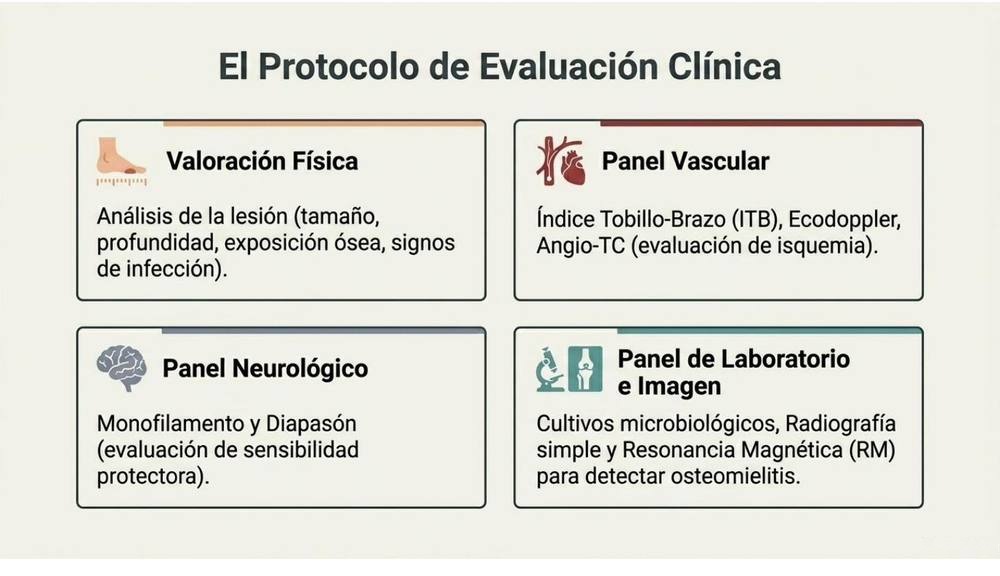 El Protocolo de Evaluación Clínica
Valoración Física
Análisis de la lesión (tamaño,
profundidad, exposición ósea, signos
de infección).
Panel Vascular
Índice Tobillo-Brazo (ITB), Ecodoppler,
Angio-TC (evaluación de isquemia).
Panel Neurológico
Monofilamento y Diapasón
(evaluación de sensibilidad
protectora).
Panel de Laboratorio
e Imagen
Cultivos microbiológicos, Radiografía
simple y Resonancia Magnética (RM)
para detectar osteomielitis.